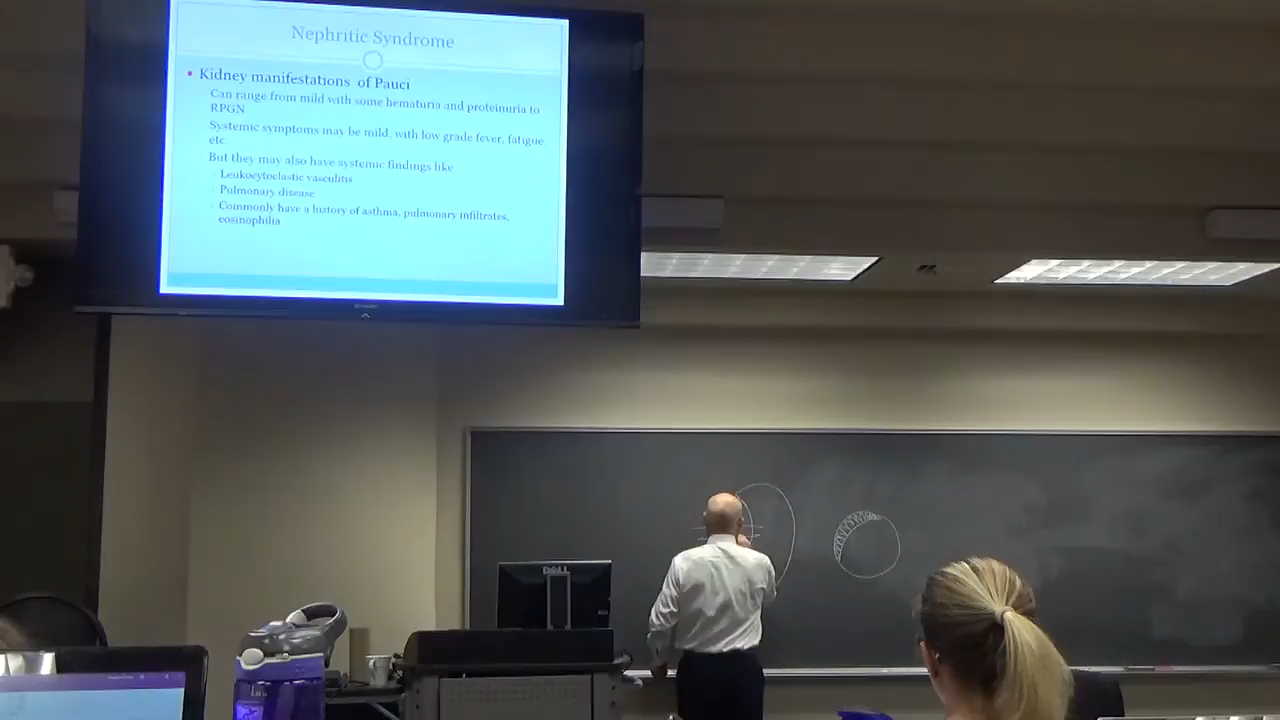 Nephritic Syndrome
• Kidney manifestations of Pauci
Can range from mild with some hematuria and proteinuria to
RPGN
Systemic symptoms may be mild, with low grade fever, fatigue
etc
But they may also have systemic findings like
Leukocytoclastic vasculitis
Pulmonary disease
Commonly have a history of asthma, pulmonary infiltrates,
eosinophilia
SHARP
DELL